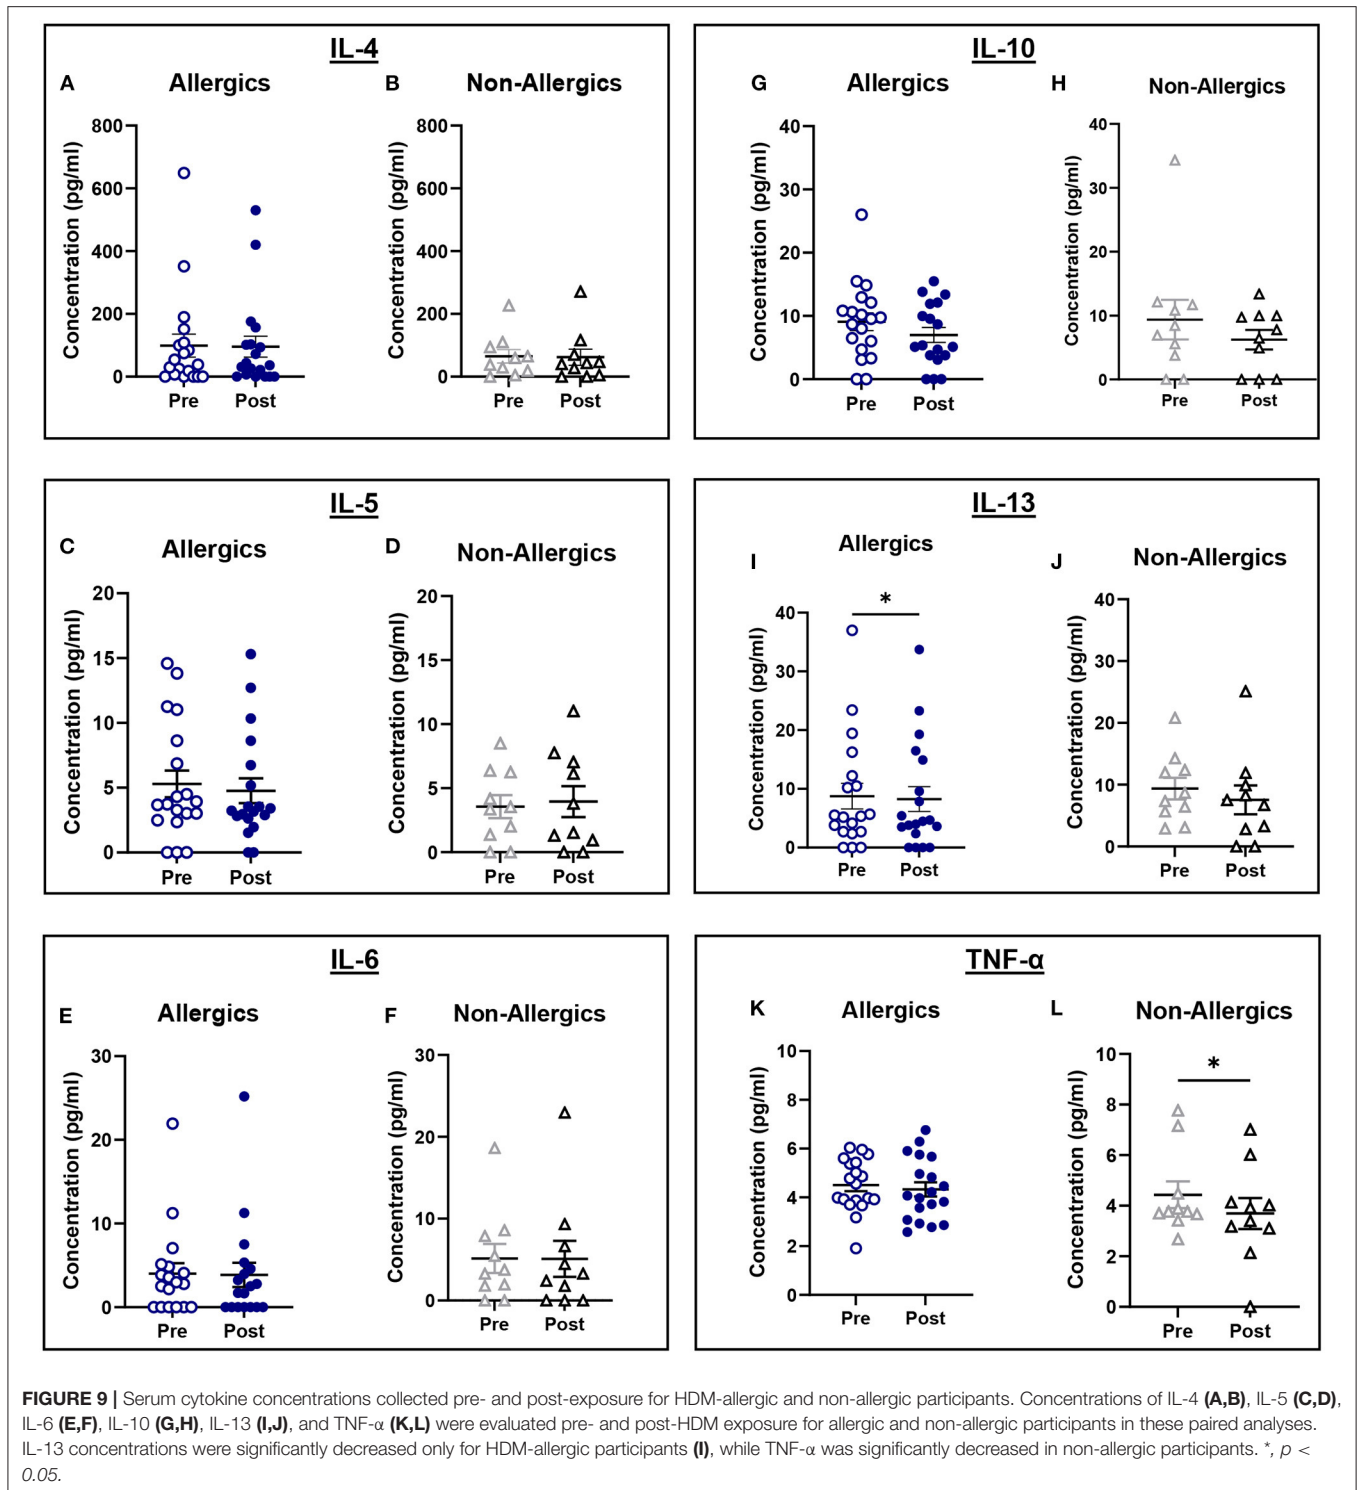 IL-4
A
Allergics
B
Non-Allergics
Concentration (pg/ml)
800
600
400
200
0
Pre
Post
Concentration (pg/ml)
800
600
400
200
0
Pre
Post
IL-10
G
Allergics
H
Non-Allergics
Concentration (pg/ml)
40
30
20
10
0
Pre
Post
Concentration (pg/ml)
40
30
20
10
0
Pre
Post
IL-5
C
Allergics
D
Non-Allergics
Concentration (pg/ml)
20
15
10
5
0
Pre
Post
Concentration (pg/ml)
20
15
10
5
0
Pre
Post
IL-13
I
Allergics
J
Non-Allergics
Concentration (pg/ml)
40
30
20
10
0
*
Pre
Post
Concentration (pg/ml)
40
30
20
10
0
Pre
Post
IL-6
E
Allergics
F
Non-Allergics
Concentration (pg/ml)
30
20
10
0
Pre
Post
Concentration (pg/ml)
30
20
10
0
Pre
Post
TNF-α
K
Allergics
L
Non-Allergics
Concentration (pg/ml)
10
8
6
4
2
0
Pre
Post
Concentration (pg/ml)
10
8
6
4
2
0
*
Pre
Post
FIGURE 9 | Serum cytokine concentrations collected pre- and post-exposure for HDM-allergic and non-allergic participants. Concentrations of IL-4 (A,B), IL-5 (C,D),
IL-6 (E,F), IL-10 (G,H), IL-13 (I,J), and TNF-α (K,L) were evaluated pre- and post-HDM exposure for allergic and non-allergic participants in these paired analyses.
IL-13 concentrations were significantly decreased only for HDM-allergic participants (I), while TNF-α was significantly decreased in non-allergic participants. *, p <
0.05.